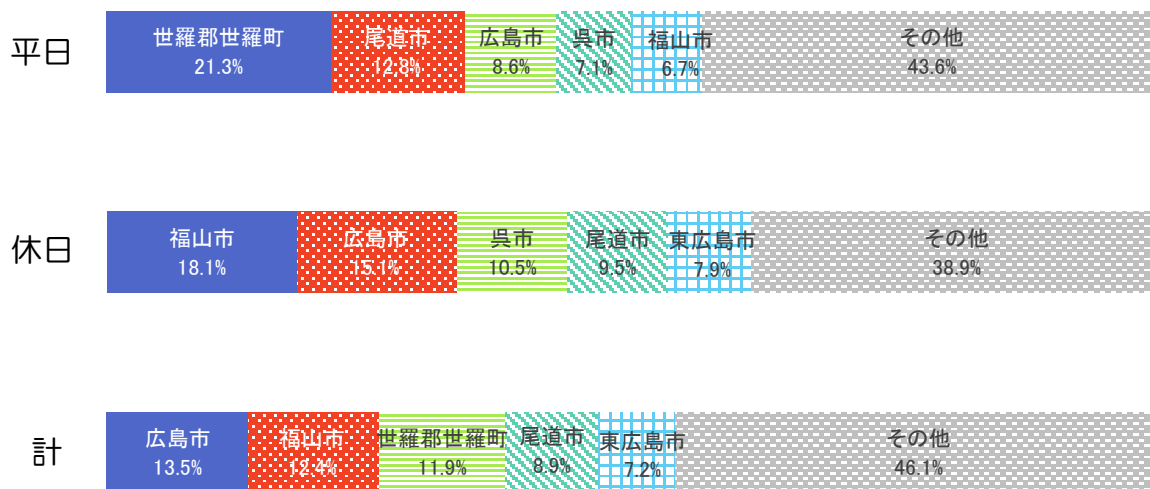 平日
世羅郡世羅町 尾道市 広島市 呉市 福山市 その他
21.3% 12.8% 8.6% 7.1% 6.7% 43.6%
休日
福山市 広島市 呉市 尾道市 東広島市 その他
18.1% 15.1% 10.5% 9.5% 7.9% 38.9%
計
広島市 福山市 世羅郡世羅町 尾道市 東広島市 その他
13.5% 12.4% 11.9% 8.9% 7.2% 46.1%